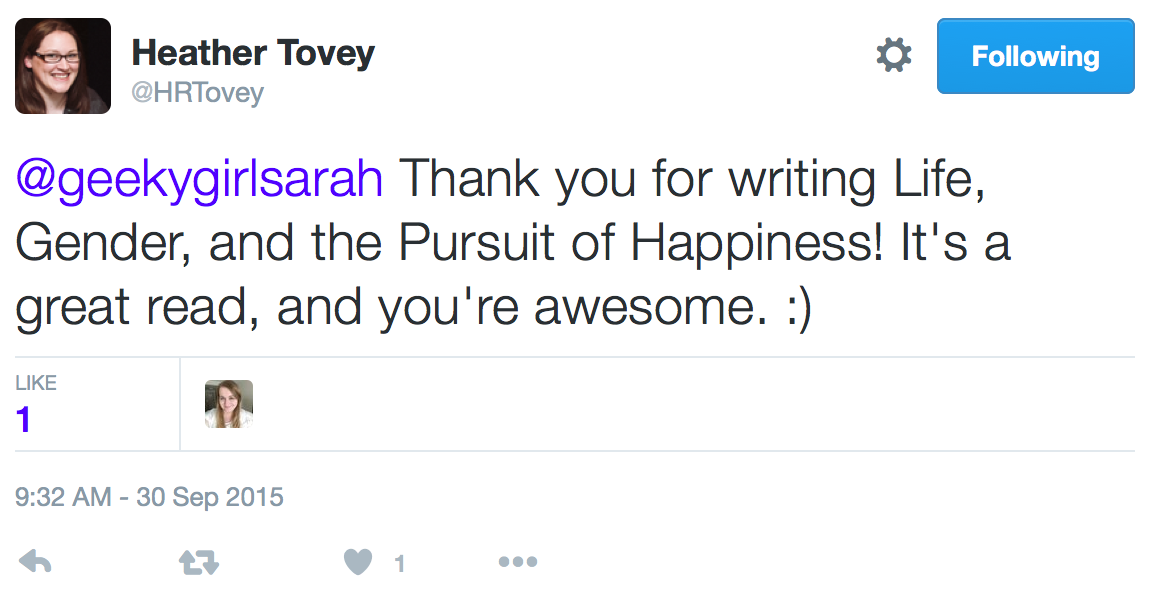 Heather Tovey
@HRTovey
Following
@geekygirlsarah Thank you for writing Life,
Gender, and the Pursuit of Happiness! It's a
great read, and you're awesome. :)
LIKE
1
9:32 AM - 30 Sep 2015
1